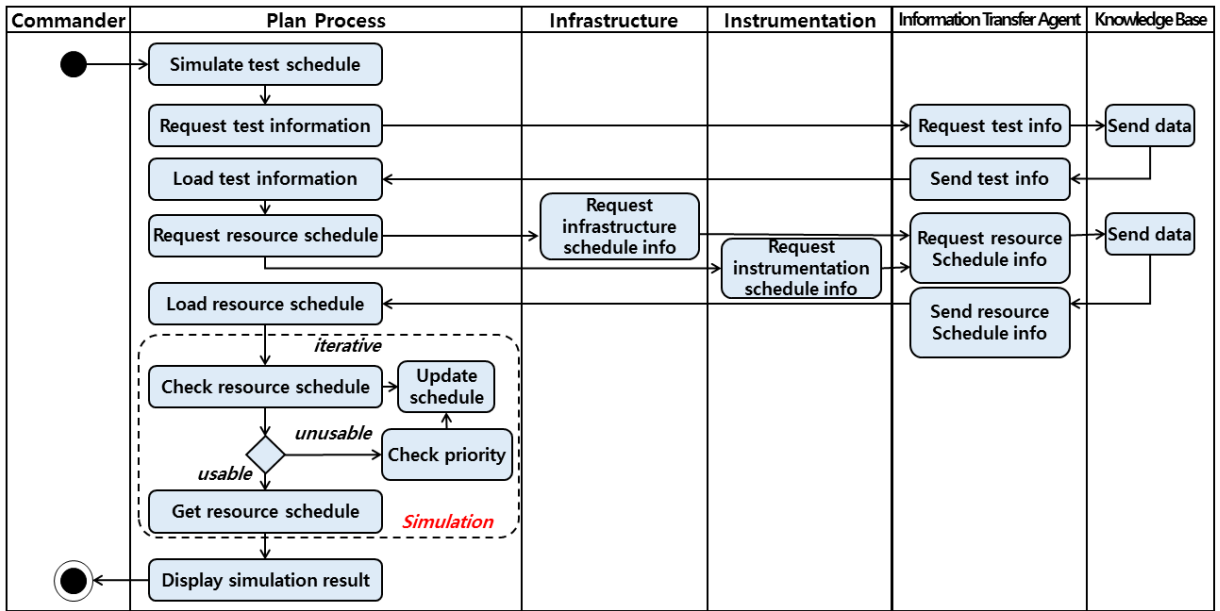 Commander
Plan Process
Infrastructure
Instrumentation
Information Transfer Agent
Knowledge Base
Simulate test schedule
Request test information
Request test info
Send data
Load test information
Send test info
Request resource schedule
Request
infrastructure
schedule info
Request
instrumentation
schedule info
Request resource
Schedule info
Send data
Load resource schedule
Send resource
Schedule info
iterative
Check resource schedule
Update
schedule
unusable
Check priority
usable
Get resource schedule
Simulation
Display simulation result